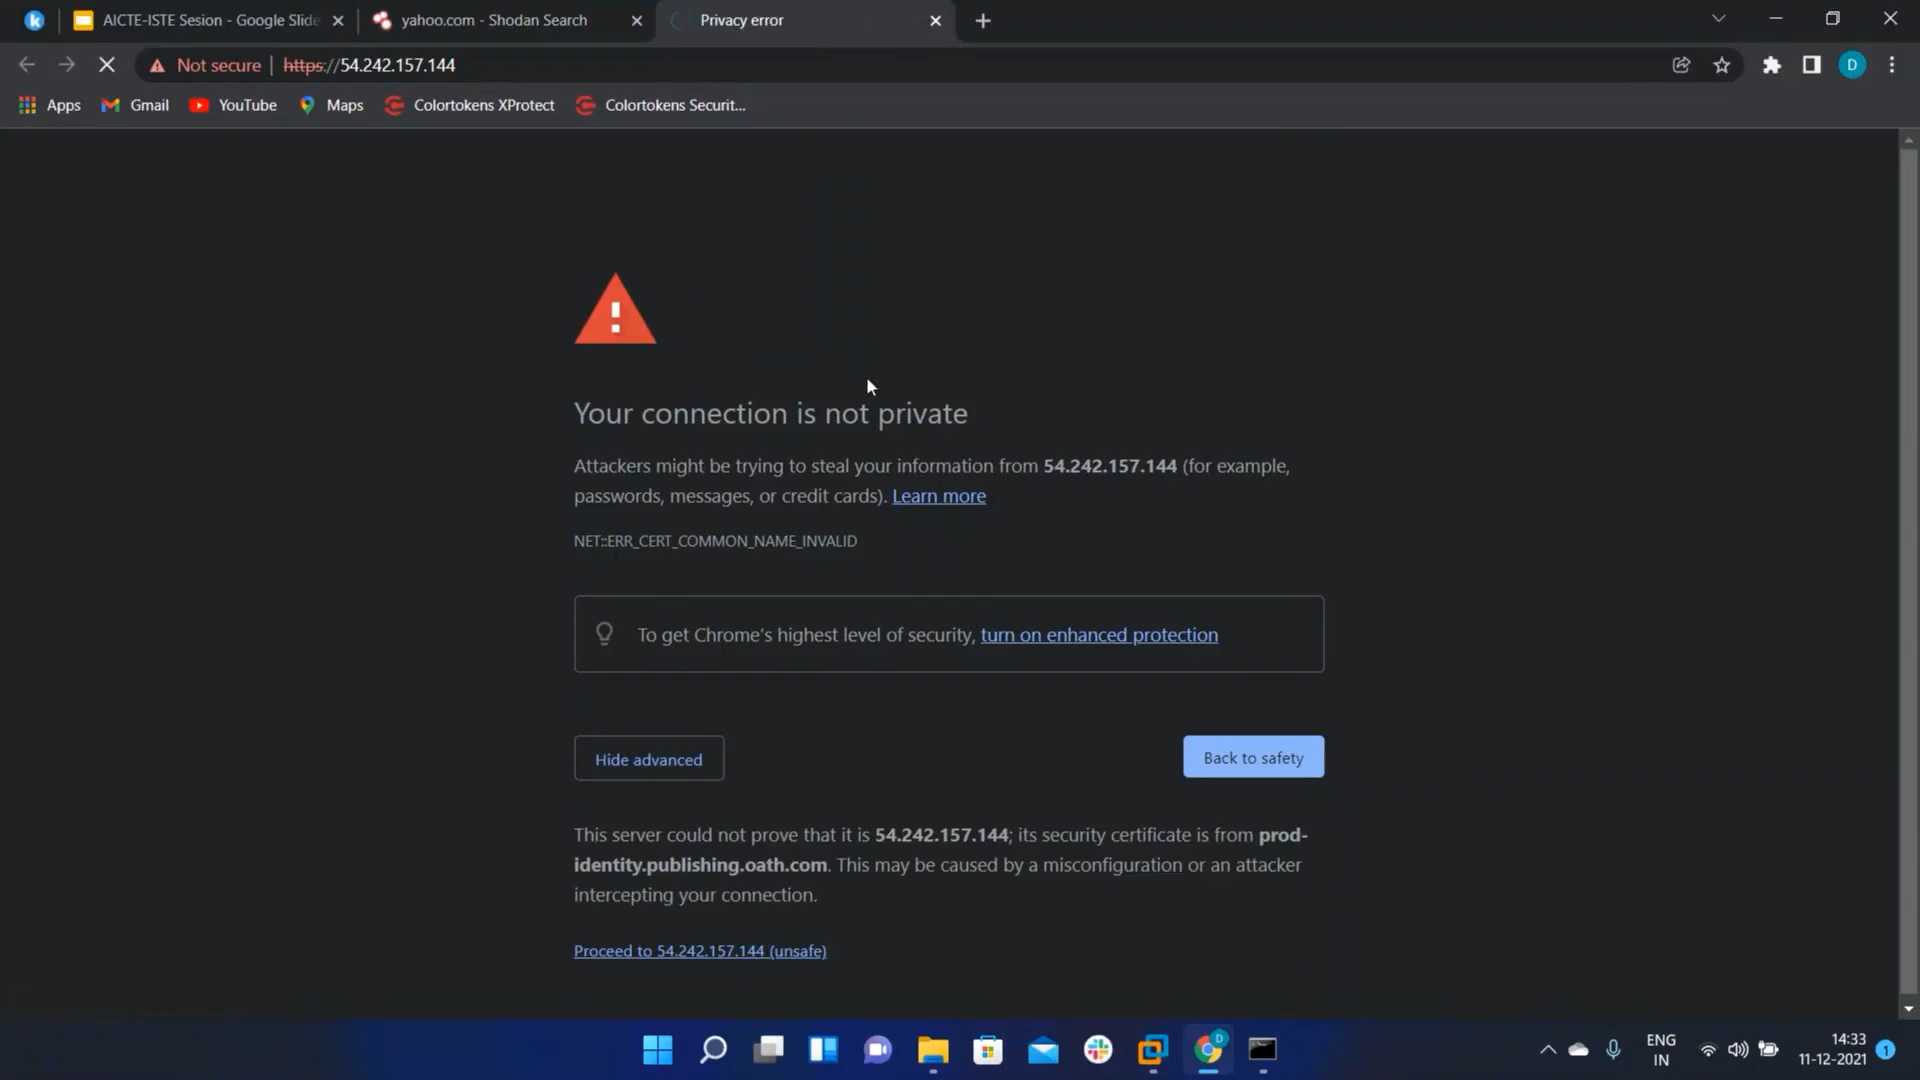 AICTE-ISTE Sesion - Google Slide
yahoo.com - Shodan Search
Privacy error
Not secure | https://54.242.157.144
D
Apps
Gmail
YouTube
Maps
Colortokens XProtect
Colortokens Securit...
Your connection is not private
Attackers might be trying to steal your information from 54.242.157.144 (for example,
passwords, messages, or credit cards). Learn more
NET::ERR_CERT_COMMON_NAME_INVALID
To get Chrome's highest level of security, turn on enhanced protection
Hide advanced
Back to safety
This server could not prove that it is 54.242.157.144; its security certificate is from prod-
identity.publishing.oath.com. This may be caused by a misconfiguration or an attacker
intercepting your connection.
Proceed to 54.242.157.144 (unsafe)
D
ENG
IN
14:33
11-12-2021
1